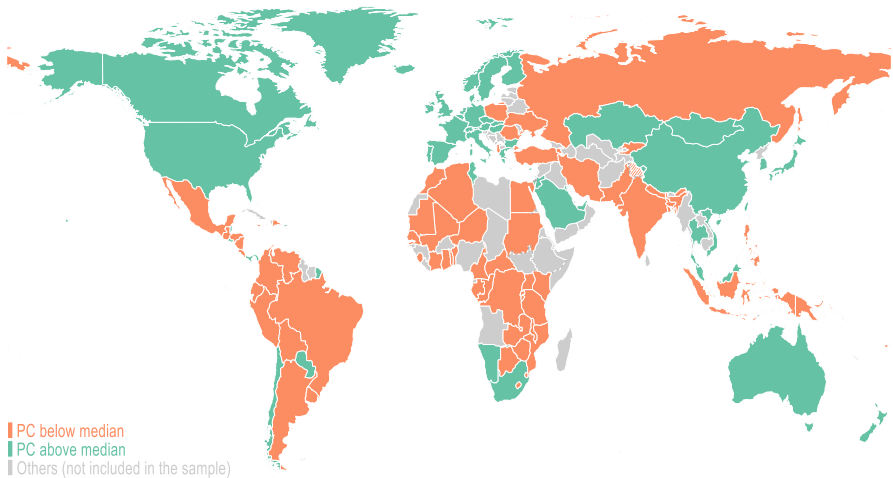 PC below median
PC above median
Others (not included in the sample)